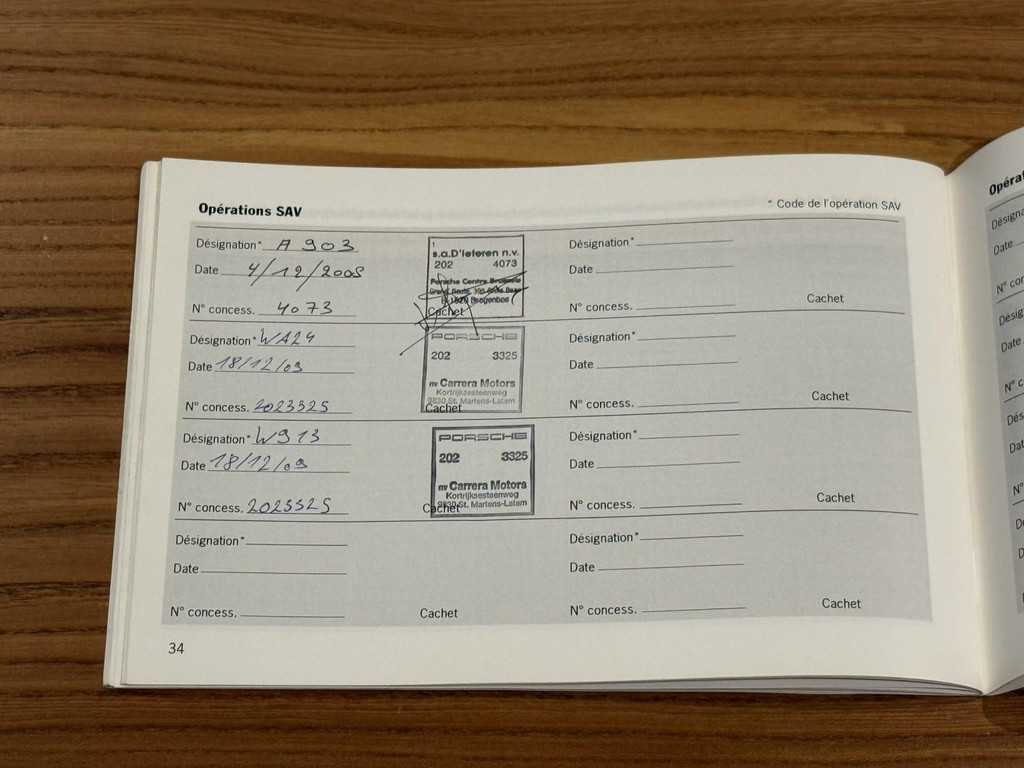 Opérations SAV
* Code de l'opération SAV
Désignation* A 903
Date 4/12/2008
N° concess. 4073
1
s.a.D'Ieteren n.v.
202 4073
Porsche Centre Brussels
Cachet
Désignation* WA24
Date 18/12/09
N° concess. 2023325
PORSCHE
202 3325
nv Carrera Motors
Kortrijksesteenweg
9830 St. Martens-Latem
Cachet
Désignation* W913
Date 18/12/09
N° concess. 2023325
PORSCHE
202 3325
nv Carrera Motors
Kortrijksesteenweg
9830 St. Martens-Latem
Cachet
Désignation*
Date
N° concess. Cachet
Désignation*
Date
N° concess. Cachet
Désignation*
Date
N° concess. Cachet
Désignation*
Date
N° concess. Cachet
Désignation*
Date
N° concess. Cachet
34